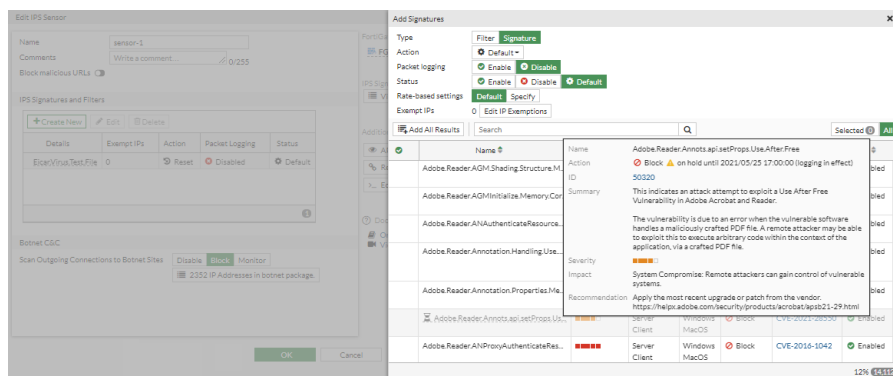 Edit IPS Sensor
Name sensor-1
Comments Write a comment... 0/255
Block malicious URLs
IPS Signatures and Filters
Create New Edit Delete
Details Exempt IPs Action Packet Logging Status
Eicar.Virus.Test.File 0 Reset Disabled Default
0
Botnet C&C
Scan Outgoing Connections to Botnet Sites Disable Block Monitor
2252 IP Addresses in botnet package.
OK Cancel
Add Signatures
Type Filter Signature
Action Default
Packet logging Enable Disable
Status Enable Disable Default
Rate-based settings Default Specify
Exempt IPs 0 Edit IP Exemptions
Add All Results Search Selected 0 All
Name
Adobe.Reader.AGM.Shading.Structure.M...
Adobe.Reader.AGMInitialize.Memory.Cor...
Adobe.Reader.ANAuthenticateResource...
Adobe.Reader.Annotation.Handling.Use...
Adobe.Reader.Annotation.Properties.Me...
Name Adobe.Reader.Annots.api.setProps.Use.After.Free
Action Block on hold until 2021/05/25 17:00:00 (logging in effect)
ID 50320
Summary This indicates an attack attempt to exploit a Use After Free
Vulnerability in Adobe Acrobat and Reader.
The vulnerability is due to an error when the vulnerable software
handles a maliciously crafted PDF file. A remote attacker may be able
to exploit this to execute arbitrary code within the context of the
application, via a crafted PDF file.
Severity
Impact System Compromise: Remote attackers can gain control of vulnerable
systems.
Recommendation Apply the most recent upgrade or patch from the vendor.
https://helpx.adobe.com/security/products/acrobat/apsb21-29.html
Adobe.Reader.Annots.api.setProps.Us... Server Windows Block CVE-2021-28550 Enabled
Client MacOS
Adobe.Reader.ANProxyAuthenticateRes... Server Windows Block CVE-2016-1042 Enabled
Client MacOS
12%